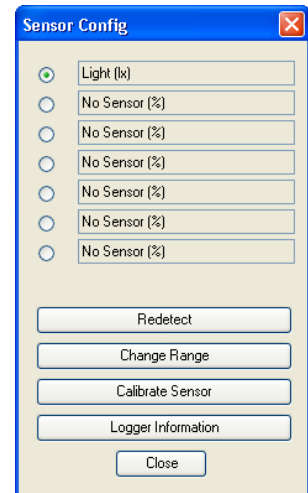 Sensor Config
Light (lx)
No Sensor (%)
No Sensor (%)
No Sensor (%)
No Sensor (%)
No Sensor (%)
No Sensor (%)
Redetect
Change Range
Calibrate Sensor
Logger Information
Close